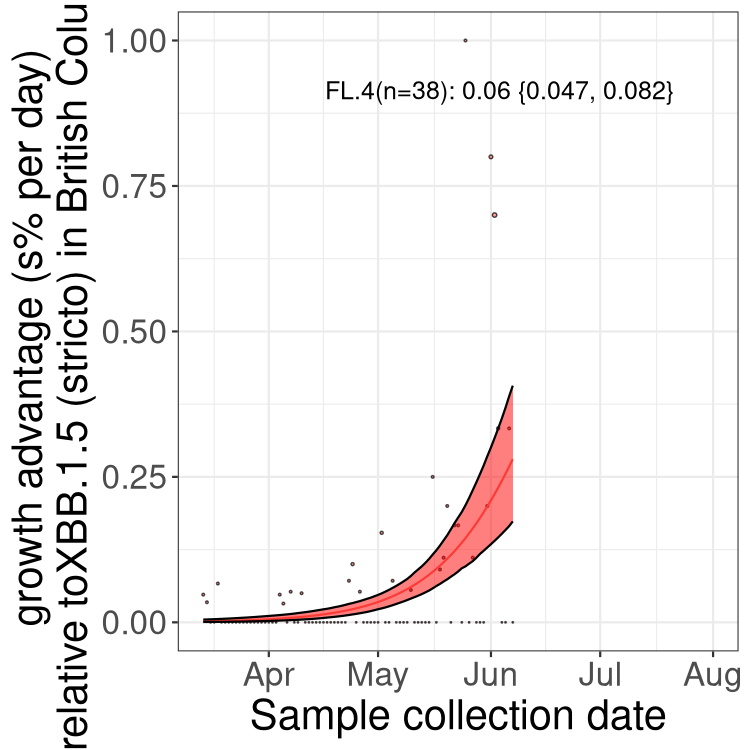 growth advantage (s% per day)
relative toXBB.1.5 (stricto) in British Colu
1.00
0.75
0.50
0.25
0.00
FL.4(n=38): 0.06 {0.047, 0.082}
Apr May Jun Jul Aug
Sample collection date